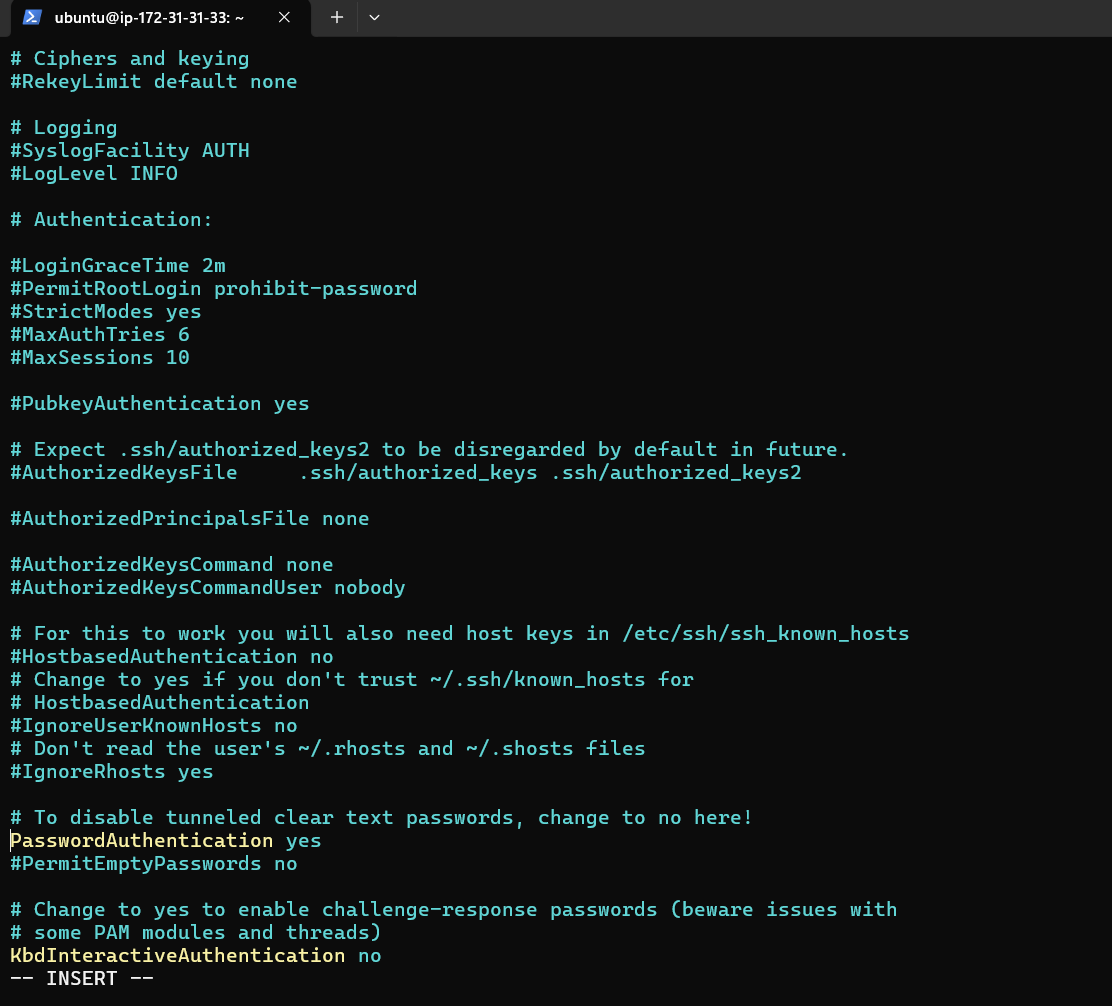 ubuntu@ip-172-31-31-33: ~
# Ciphers and keying
#RekeyLimit default none
# Logging
#SyslogFacility AUTH
#LogLevel INFO
# Authentication:
#LoginGraceTime 2m
#PermitRootLogin prohibit-password
#StrictModes yes
#MaxAuthTries 6
#MaxSessions 10
#PubkeyAuthentication yes
# Expect .ssh/authorized_keys2 to be disregarded by default in future.
#AuthorizedKeysFile     .ssh/authorized_keys .ssh/authorized_keys2
#AuthorizedPrincipalsFile none
#AuthorizedKeysCommand none
#AuthorizedKeysCommandUser nobody
# For this to work you will also need host keys in /etc/ssh/ssh_known_hosts
#HostbasedAuthentication no
# Change to yes if you don't trust ~/.ssh/known_hosts for
# HostbasedAuthentication
#IgnoreUserKnownHosts no
# Don't read the user's ~/.rhosts and ~/.shosts files
#IgnoreRhosts yes
# To disable tunneled clear text passwords, change to no here!
PasswordAuthentication yes
#PermitEmptyPasswords no
# Change to yes to enable challenge-response passwords (beware issues with
# some PAM modules and threads)
KbdInteractiveAuthentication no
-- INSERT --